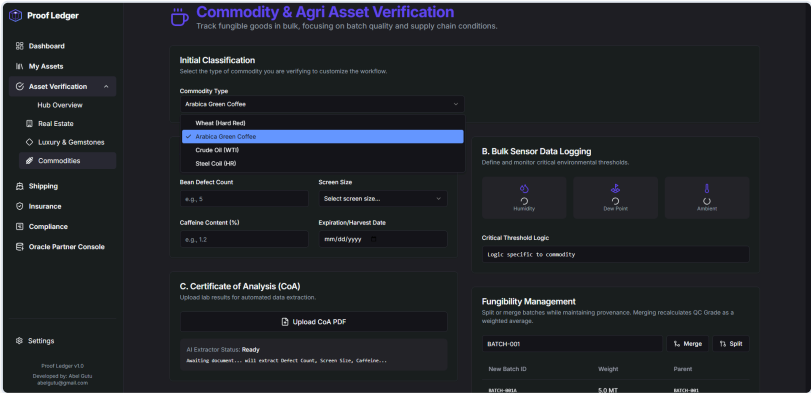 Proof Ledger
Dashboard
My Assets
Asset Verification
Hub Overview
Real Estate
Luxury & Gemstones
Commodities
Shipping
Insurance
Compliance
Oracle Partner Console
Settings
Proof Ledger v1.0
Developed by: Abel Gutu
abelgutu@gmail.com
Commodity & Agri Asset Verification
Track fungible goods in bulk, focusing on batch quality and supply chain conditions.
Initial Classification
Select the type of commodity you are verifying to customize the workflow.
Commodity Type
Arabica Green Coffee
Wheat (Hard Red)
Arabica Green Coffee
Crude Oil (WTI)
Steel Coil (HR)
Bean Defect Count
Screen Size
e.g., 5
Select screen size...
Caffeine Content (%)
Expiration/Harvest Date
e.g., 1.2
mm/dd/yyyy
C. Certificate of Analysis (CoA)
Upload lab results for automated data extraction.
Upload CoA PDF
AI Extractor Status: Ready
Awaiting document... will extract Defect Count, Screen Size, Caffeine...
B. Bulk Sensor Data Logging
Define and monitor critical environmental thresholds.
Humidity
Dew Point
Ambient
Critical Threshold Logic
Logic specific to commodity
Fungibility Management
Split or merge batches while maintaining provenance. Merging recalculates QC Grade as a
weighted average.
BATCH-001
Merge
Split
New Batch ID
Weight
Parent
BATCH-001A
5.0 MT
BATCH-001